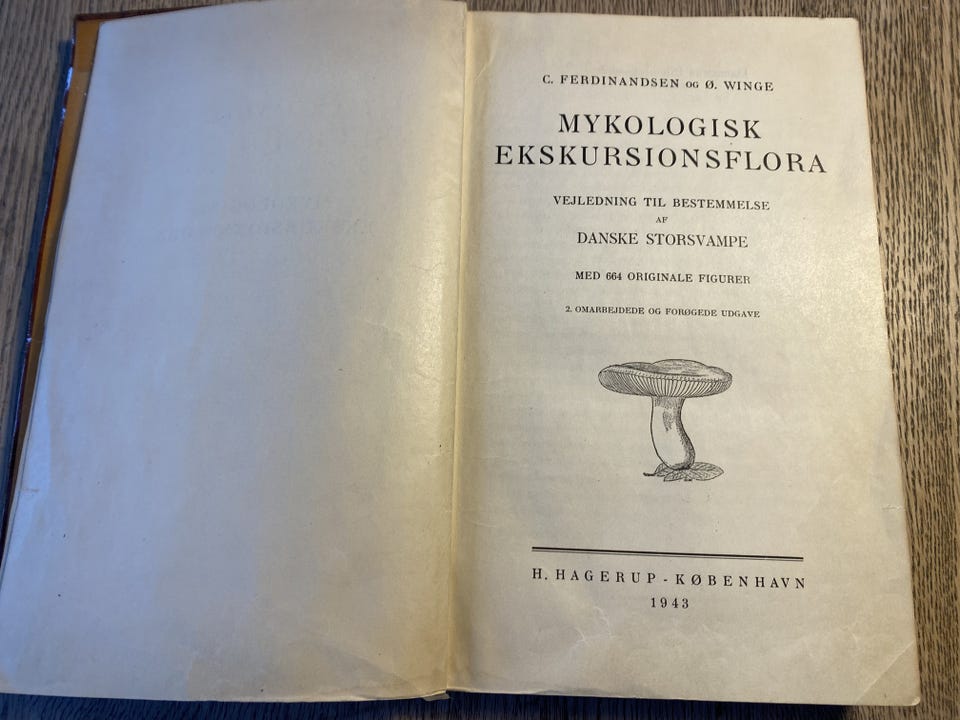 C. FERDINANDSEN OG Ø. WINGE
MYKOLOGISK
EKSKURSIONSFLORA
VEJLEDNING TIL BESTEMMELSE
AF
DANSKE STORSVAMPE
MED 664 ORIGINALE FIGURER
2. OMARBEJDEDE OG FORØGEDE UDGAVE
H. HAGERUP - KØBENHAVN
1943